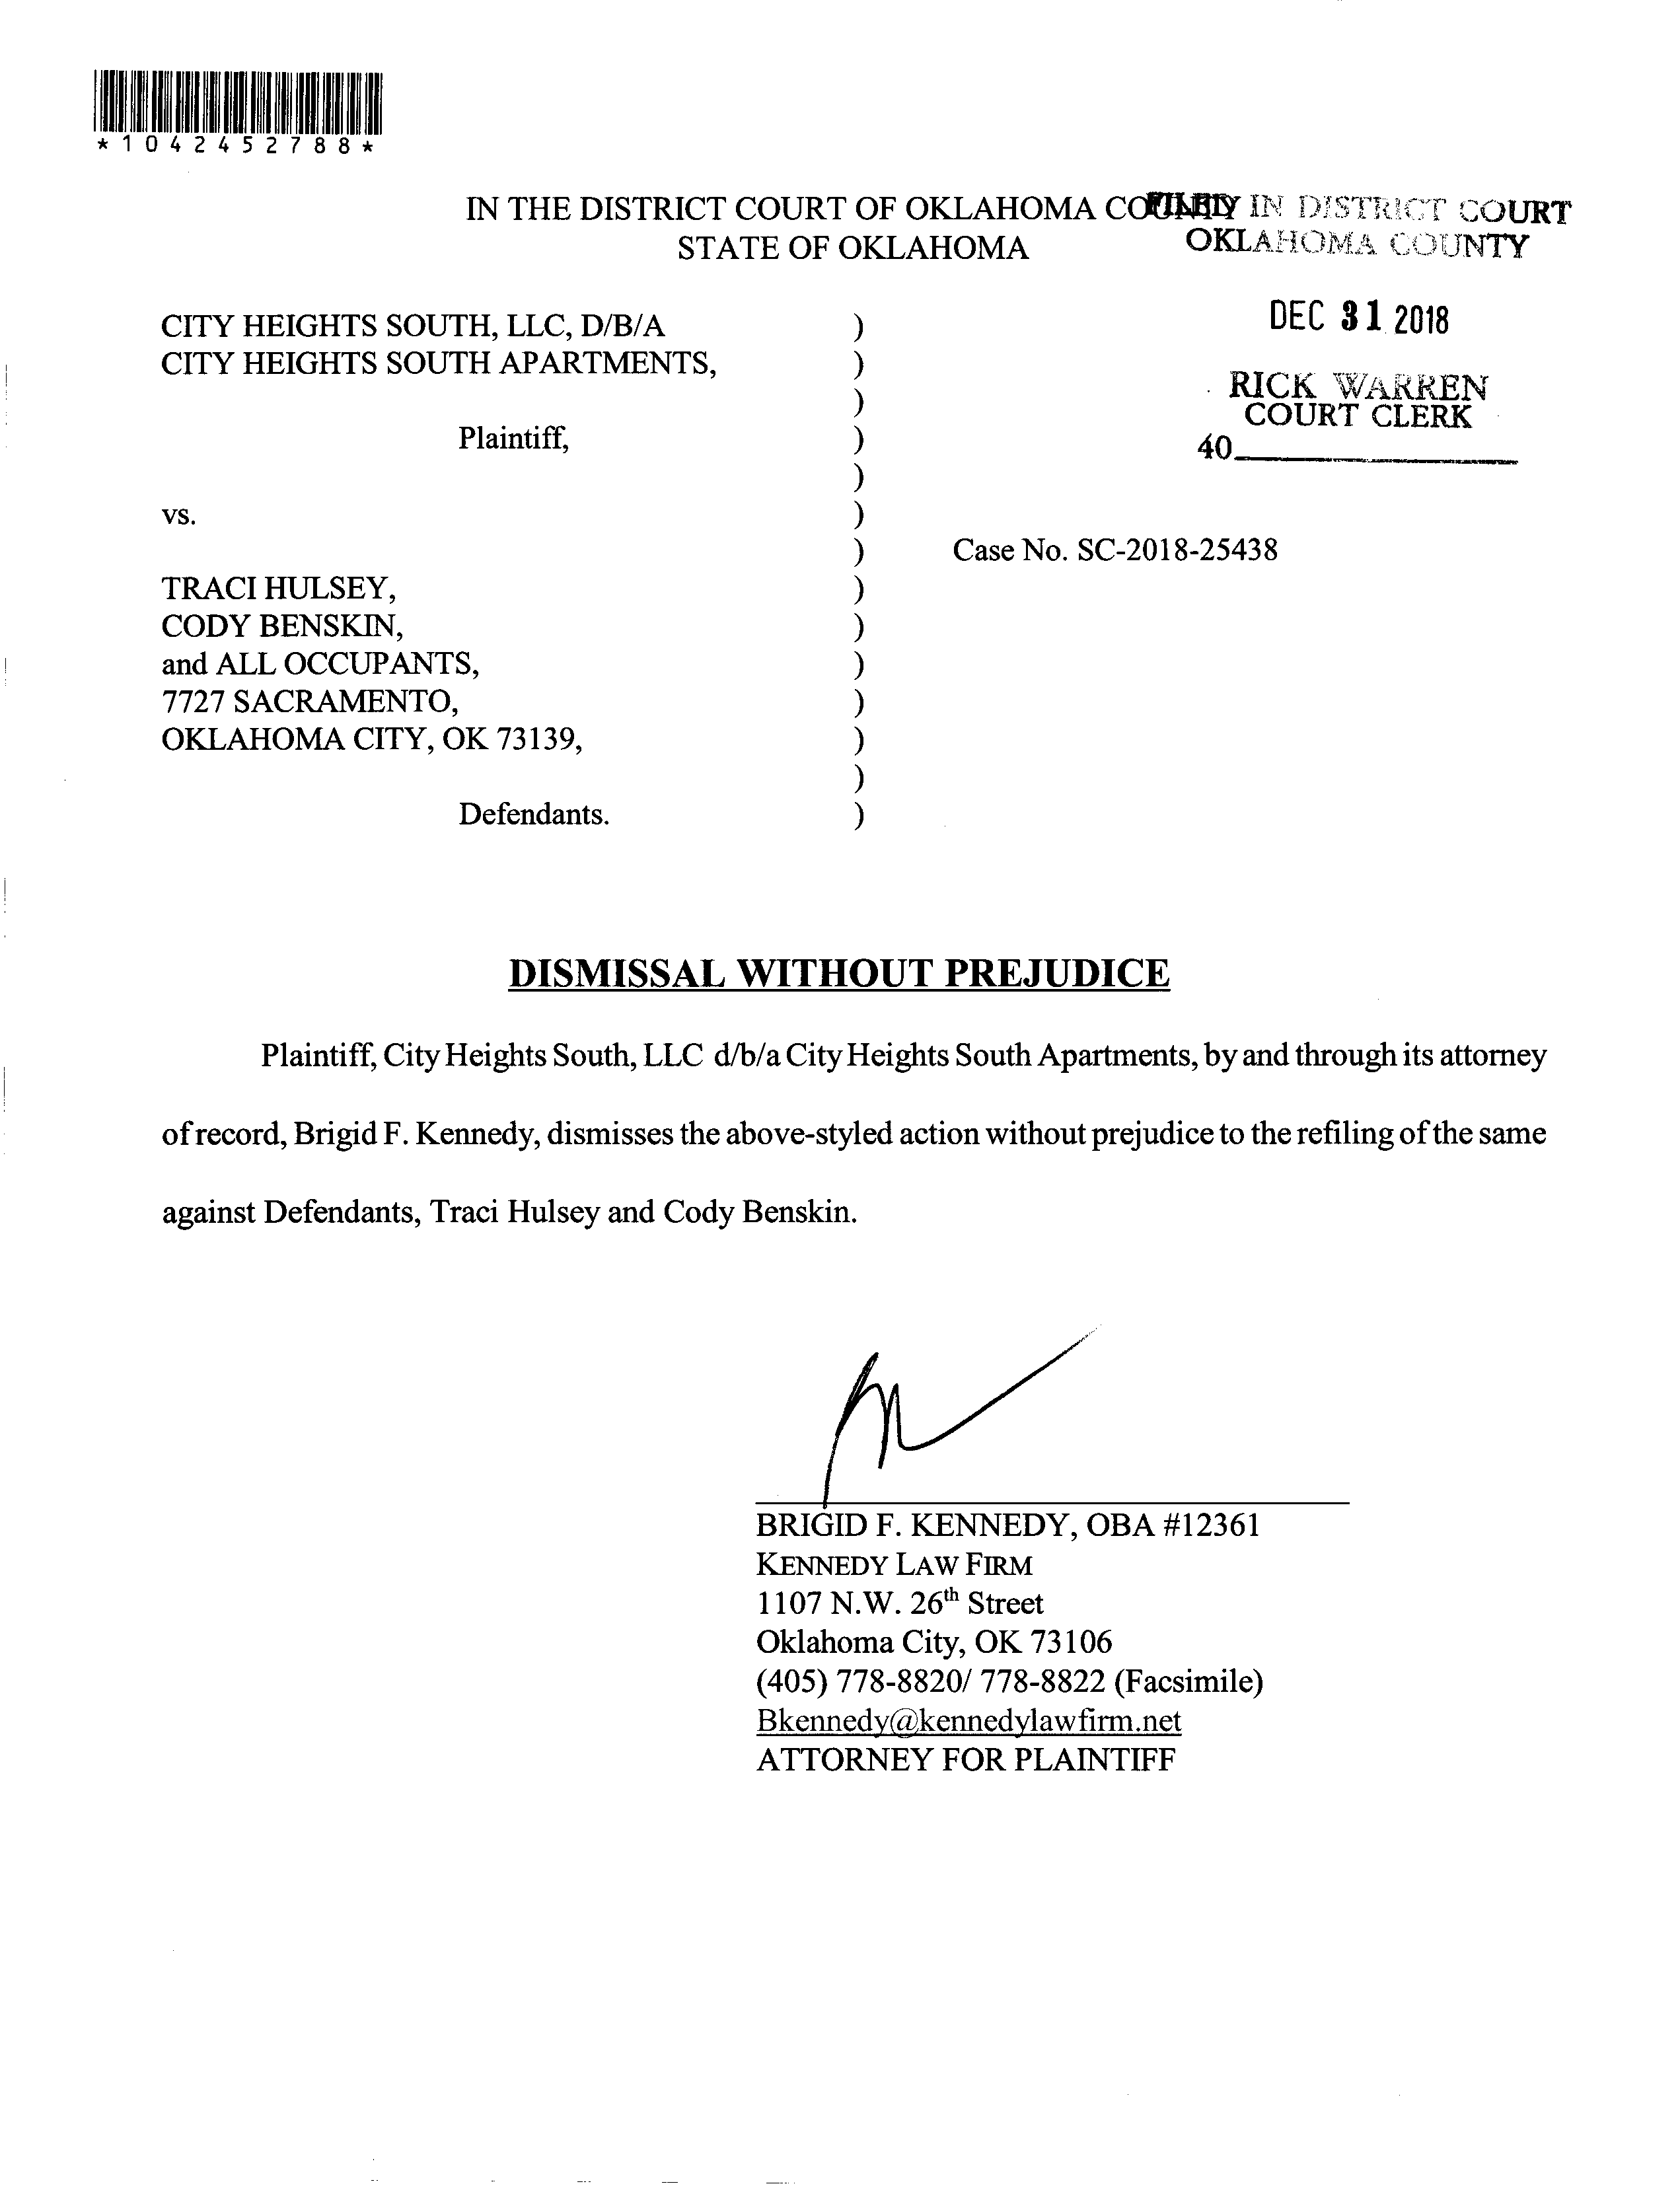 *1042452788*
IN THE DISTRICT COURT OF OKLAHOMA COUNTY
STATE OF OKLAHOMA
FILED IN DISTRICT COURT
OKLAHOMA COUNTY
DEC 31 2018
RICK WARREN
COURT CLERK
40
CITY HEIGHTS SOUTH, LLC, D/B/A )
CITY HEIGHTS SOUTH APARTMENTS, )
)
Plaintiff, )
)
vs. )
) Case No. SC-2018-25438
TRACI HULSEY, )
CODY BENSKIN, )
and ALL OCCUPANTS, )
7727 SACRAMENTO, )
OKLAHOMA CITY, OK 73139, )
)
Defendants. )
DISMISSAL WITHOUT PREJUDICE
Plaintiff, City Heights South, LLC d/b/a City Heights South Apartments, by and through its attorney
of record, Brigid F. Kennedy, dismisses the above-styled action without prejudice to the refiling of the same
against Defendants, Traci Hulsey and Cody Benskin.
BRIGID F. KENNEDY, OBA #12361
KENNEDY LAW FIRM
1107 N.W. 26th Street
Oklahoma City, OK 73106
(405) 778-8820/ 778-8822 (Facsimile)
Bkennedy@kennedylawfirm.net
ATTORNEY FOR PLAINTIFF